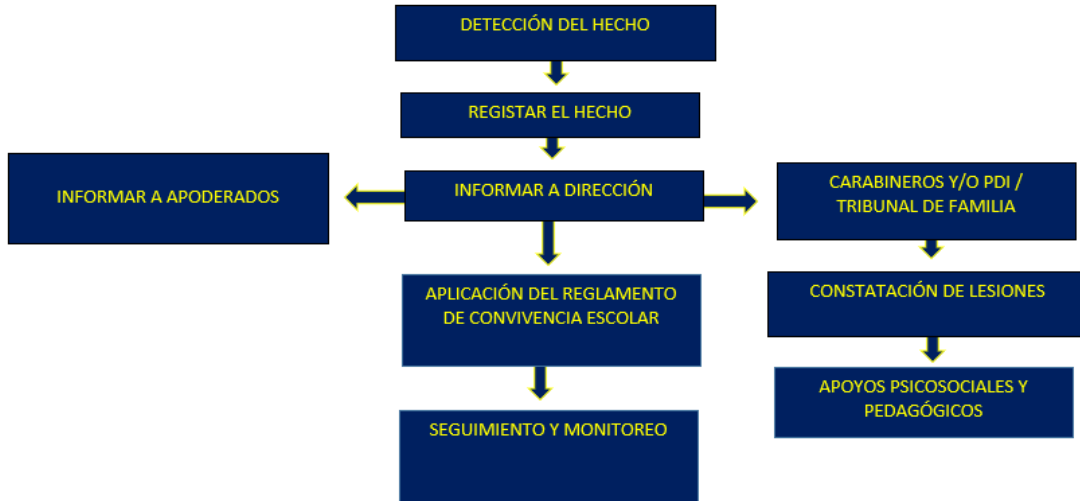 DETECCIÓN DEL HECHO
REGISTAR EL HECHO
INFORMAR A APODERADOS
INFORMAR A DIRECCIÓN
CARABINEROS Y/O PDI /
TRIBUNAL DE FAMILIA
APLICACIÓN DEL REGLAMENTO
DE CONVIVENCIA ESCOLAR
CONSTATACIÓN DE LESIONES
SEGUIMIENTO Y MONITOREO
APOYOS PSICOSOCIALES Y
PEDAGÓGICOS